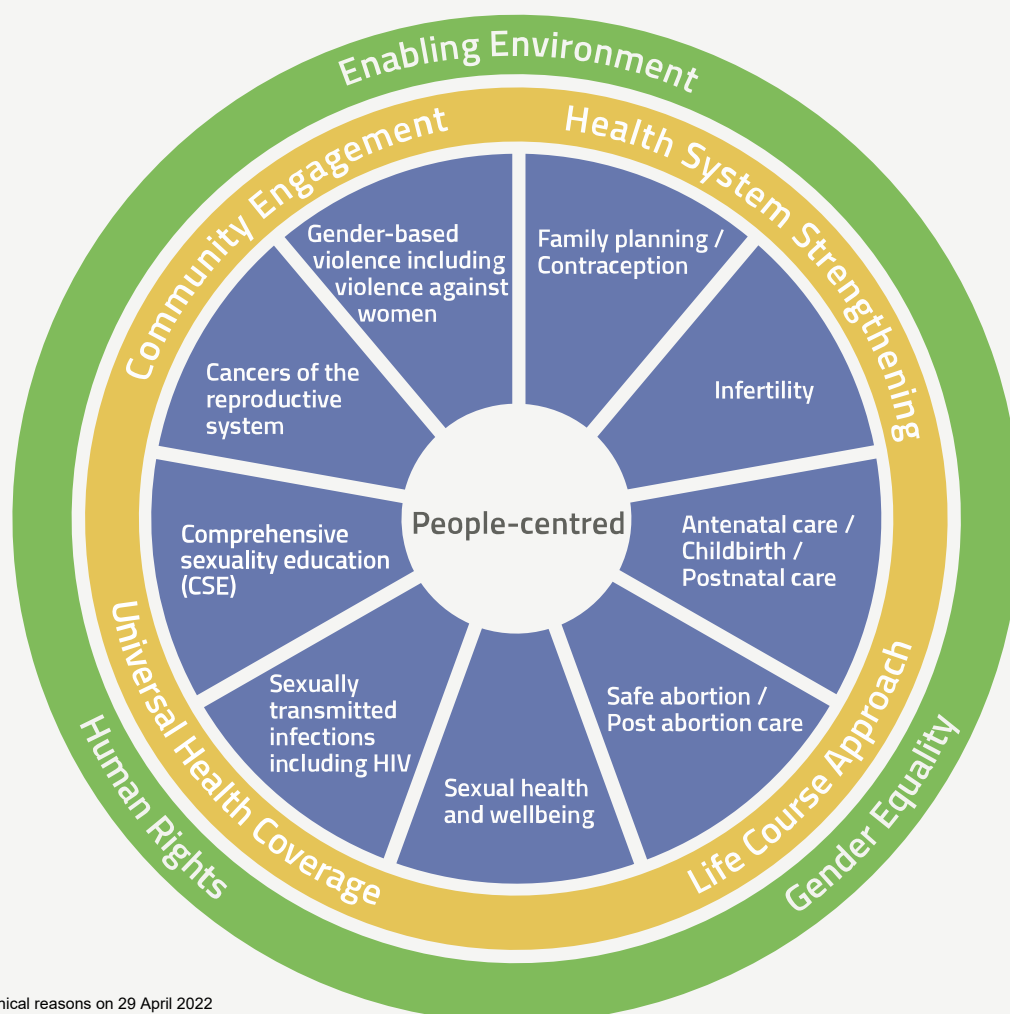 Enabling Environment
Community Engagement
Health System Strengthening
Gender-based
violence including
violence against
women
Family planning /
Contraception
Cancers of the
reproductive
system
Infertility
People-centred
Comprehensive
sexuality education
(CSE)
Antenatal care /
Childbirth /
Postnatal care
Sexually
transmitted
infections
including HIV
Safe abortion /
Post abortion care
Sexual health
and wellbeing
Universal Health Coverage
Life Course Approach
Human Rights
Gender Equality
reasons on 29 April 2022